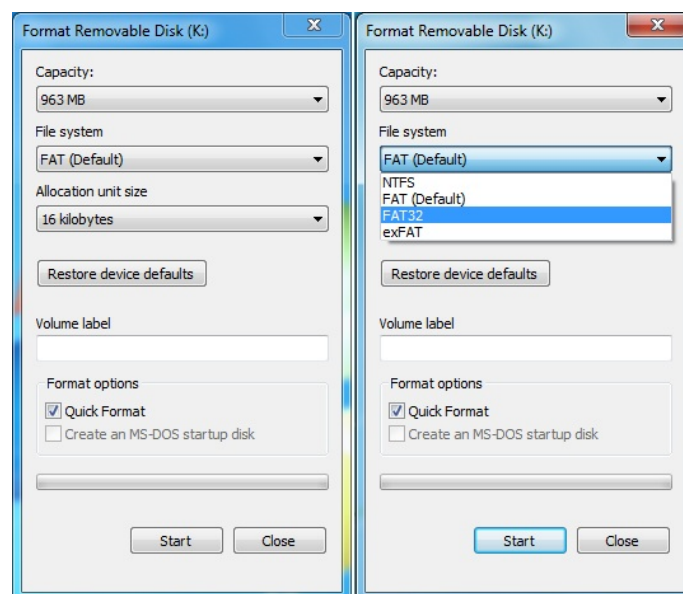 Format Removable Disk (K:)
X
Capacity:
963 MB
File system
FAT (Default)
Allocation unit size
16 kilobytes
Restore device defaults
Volume label
Format options
Quick Format
Create an MS-DOS startup disk
Start
Close
Format Removable Disk (K:)
X
Capacity:
963 MB
File system
FAT (Default)
NTFS
FAT (Default)
FAT32
exFAT
Restore device defaults
Volume label
Format options
Quick Format
Create an MS-DOS startup disk
Start
Close